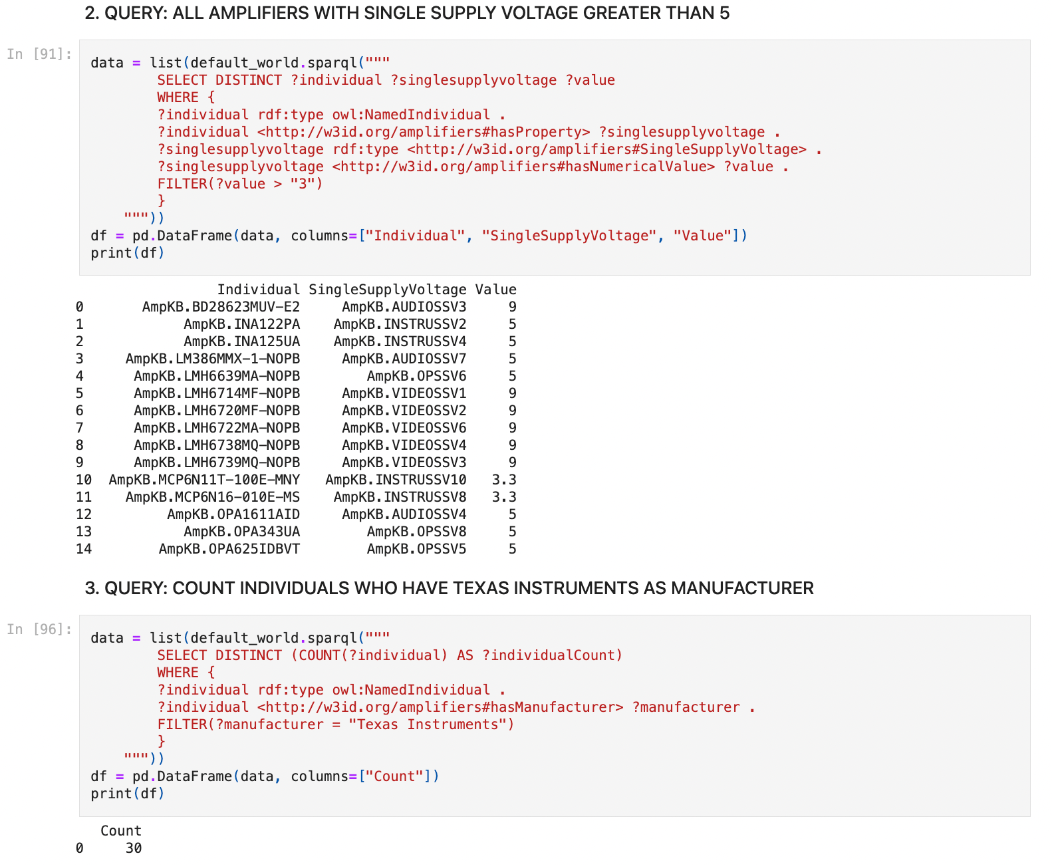 2. QUERY: ALL AMPLIFIERS WITH SINGLE SUPPLY VOLTAGE GREATER THAN 5
In [91]:
data = list(default_world.sparql("""
SELECT DISTINCT ?individual ?singlesupplyvoltage ?value
WHERE {
?individual rdf:type owl:NamedIndividual .
?individual <http://w3id.org/amplifiers#hasProperty> ?singlesupplyvoltage .
?singlesupplyvoltage rdf:type <http://w3id.org/amplifiers#SingleSupplyVoltage> .
?singlesupplyvoltage <http://w3id.org/amplifiers#hasNumericalValue> ?value .
FILTER(?value > "3")
}
"""))
df = pd.DataFrame(data, columns=["Individual", "SingleSupplyVoltage", "Value"])
print(df)
Individual SingleSupplyVoltage Value
0 AmpKB.BD28623MUV-E2 AmpKB.AUDIOSSV3 9
1 AmpKB.INA122PA AmpKB.INSTRUSSV2 5
2 AmpKB.INA125UA AmpKB.INSTRUSSV4 5
3 AmpKB.LM386MMX-1-NOPB AmpKB.AUDIOSSV7 5
4 AmpKB.LMH6639MA-NOPB AmpKB.OPSSV6 5
5 AmpKB.LMH6714MF-NOPB AmpKB.VIDEOSSV1 9
6 AmpKB.LMH6720MF-NOPB AmpKB.VIDEOSSV2 9
7 AmpKB.LMH6722MA-NOPB AmpKB.VIDEOSSV6 9
8 AmpKB.LMH6738MQ-NOPB AmpKB.VIDEOSSV4 9
9 AmpKB.LMH6739MQ-NOPB AmpKB.VIDEOSSV3 9
10 AmpKB.MCP6N11T-100E-MNY AmpKB.INSTRUSSV10 3.3
11 AmpKB.MCP6N16-010E-MS AmpKB.INSTRUSSV8 3.3
12 AmpKB.OPA1611AID AmpKB.AUDIOSSV4 5
13 AmpKB.OPA343UA AmpKB.OPSSV8 5
14 AmpKB.OPA625IDBVT AmpKB.OPSSV5 5
3. QUERY: COUNT INDIVIDUALS WHO HAVE TEXAS INSTRUMENTS AS MANUFACTURER
In [96]:
data = list(default_world.sparql("""
SELECT DISTINCT (COUNT(?individual) AS ?individualCount)
WHERE {
?individual rdf:type owl:NamedIndividual .
?individual <http://w3id.org/amplifiers#hasManufacturer> ?manufacturer .
FILTER(?manufacturer = "Texas Instruments")
}
"""))
df = pd.DataFrame(data, columns=["Count"])
print(df)
Count
0 30